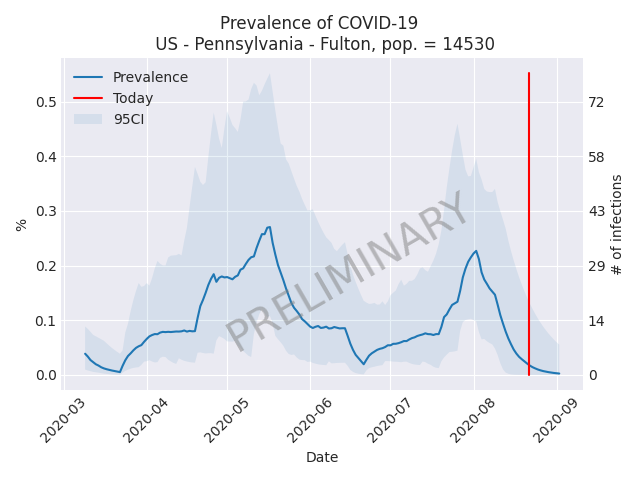 Prevalence of COVID-19
US - Pennsylvania - Fulton, pop. = 14530
Prevalence
Today
95CI
0.5
0.4
0.3
0.2
0.1
0.0
%
72
58
43
29
14
0
# of infections
PRELIMINARY
2020-03
2020-04
2020-05
2020-06
2020-07
2020-08
2020-09
Date